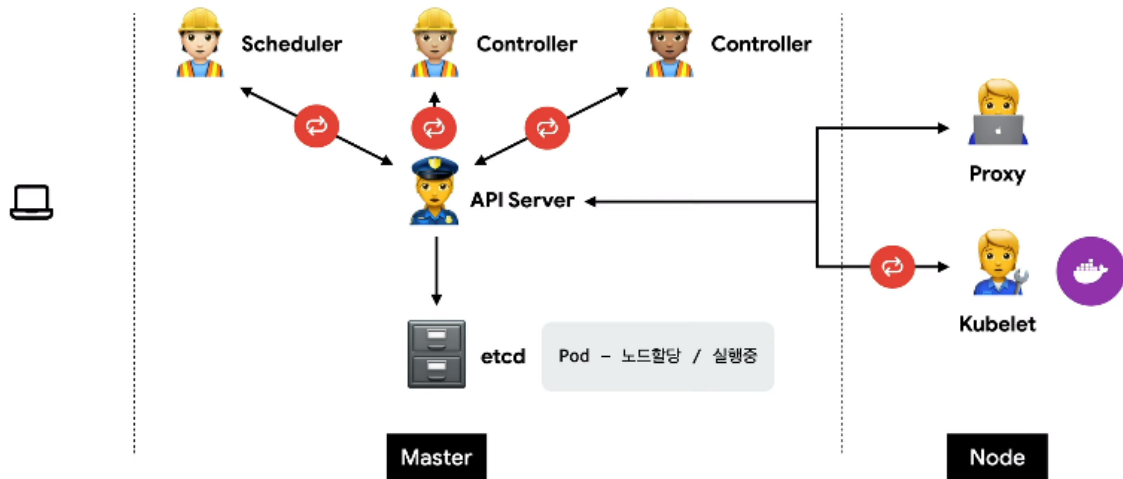 Scheduler
Controller
Controller
Proxy
API Server
Kubelet
etcd
Pod - 노드할당 / 실행중
Master
Node